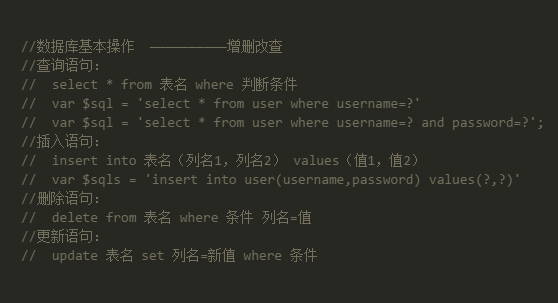 //数据库基本操作  ——————————增删改查
//查询语句:
//  select * from 表名 where 判断条件
//  var $sql = 'select * from user where username=?'
//  var $sql = 'select * from user where username=? and password=?';
//插入语句:
//  insert into 表名（列名1，列名2） values（值1，值2）
//  var $sqls = 'insert into user(username,password) values(?,?)'
//删除语句:
//  delete from 表名 where 条件 列名=值
//更新语句:
//  update 表名 set 列名=新值 where 条件